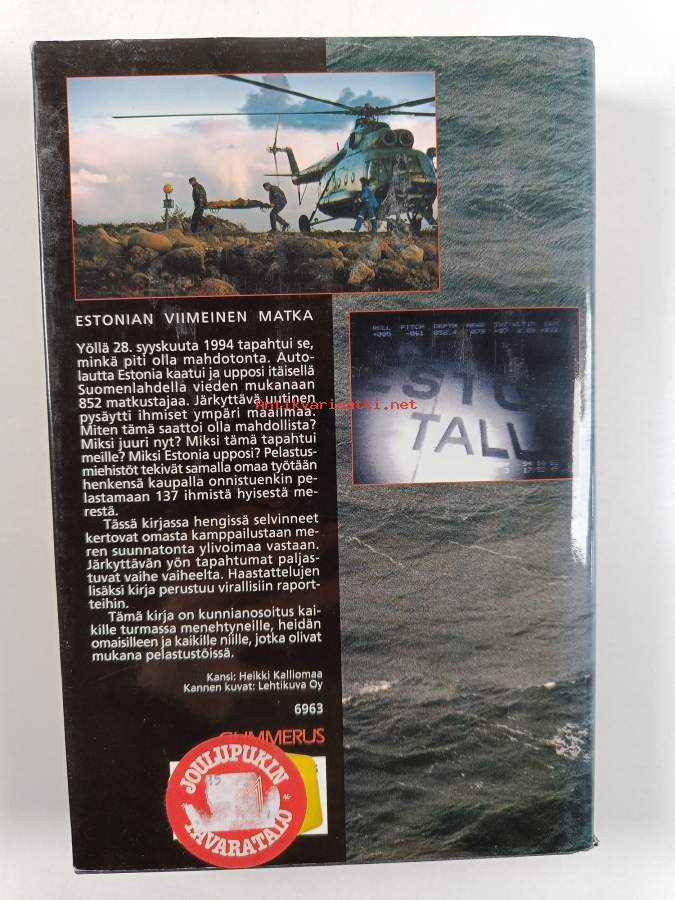 ROLL PITCH DEPTH
ESTO
TALL
ESTONIAN VIIMEINEN MATKA
Yöllä 28. syyskuuta 1994 tapahtui se,
minkä piti olla mahdotonta. Auto-
lautta Estonia kaatui ja upposi itäisellä
Suomenlahdella vieden mukanaan
852 matkustajaa. Järkyttävä uutinen
pysäytti ihmiset ympäri maailmaa.
Miten tämä saattoi olla mahdollista?
Miksi juuri nyt? Miksi tämä tapahtui
meille? Miksi Estonia upposi? Pelastus-
miehistöt tekivät samalla omaa työtään
henkensä kaupalla onnistuenkin pe-
lastamaan 137 ihmistä hyisestä me-
restä.
Tässä kirjassa hengissä selvinneet
kertovat omasta kamppailustaan me-
ren suunnatonta ylivoimaa vastaan.
Järkyttävän yön tapahtumat paljas-
tuvat vaihe vaiheelta. Haastattelujen
lisäksi kirja perustuu virallisiin raport-
teihin.
Tämä kirja on kunnianosoitus kai-
kille turmassa menehtyneille, heidän
omaisilleen ja kaikille niille, jotka olivat
mukana pelastustöissä.
Kansi: Heikki Kalliomaa
Kannen kuvat: Lehtikuva Oy
6963
GUMMERUS
JOULUPUKIN
TAVARATALO
Antikvariaatti.net